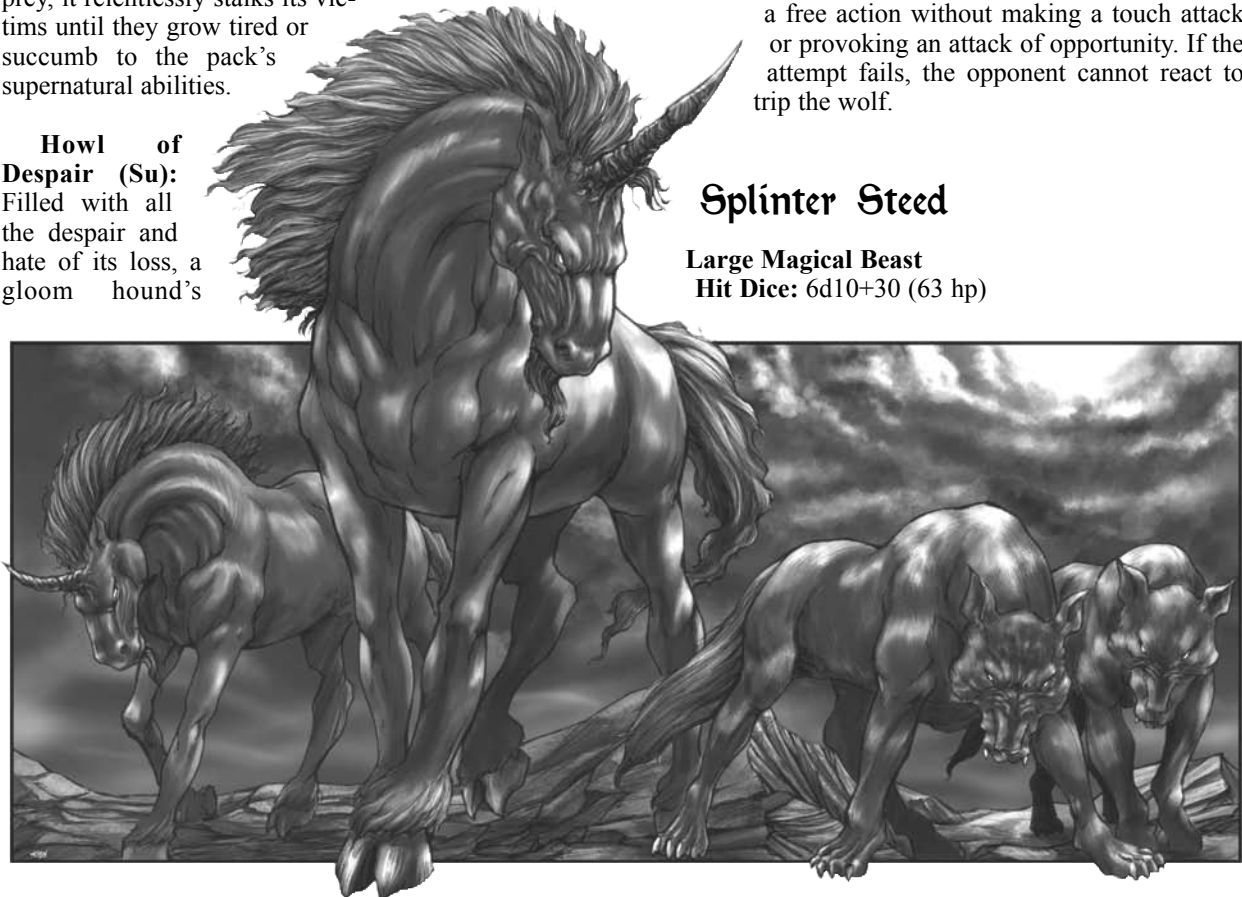 prey, it relentlessly stalks its vic-
tims until they grow tired or
succumb to the pack's
supernatural abilities.
Howl of
Despair (Su):
Filled with all
the despair and
hate of its loss, a
gloom hound's
a free action without making a touch attack
or provoking an attack of opportunity. If the
attempt fails, the opponent cannot react to
trip the wolf.
Splinter Steed
Large Magical Beast
Hit Dice: 6d10+30 (63 hp)